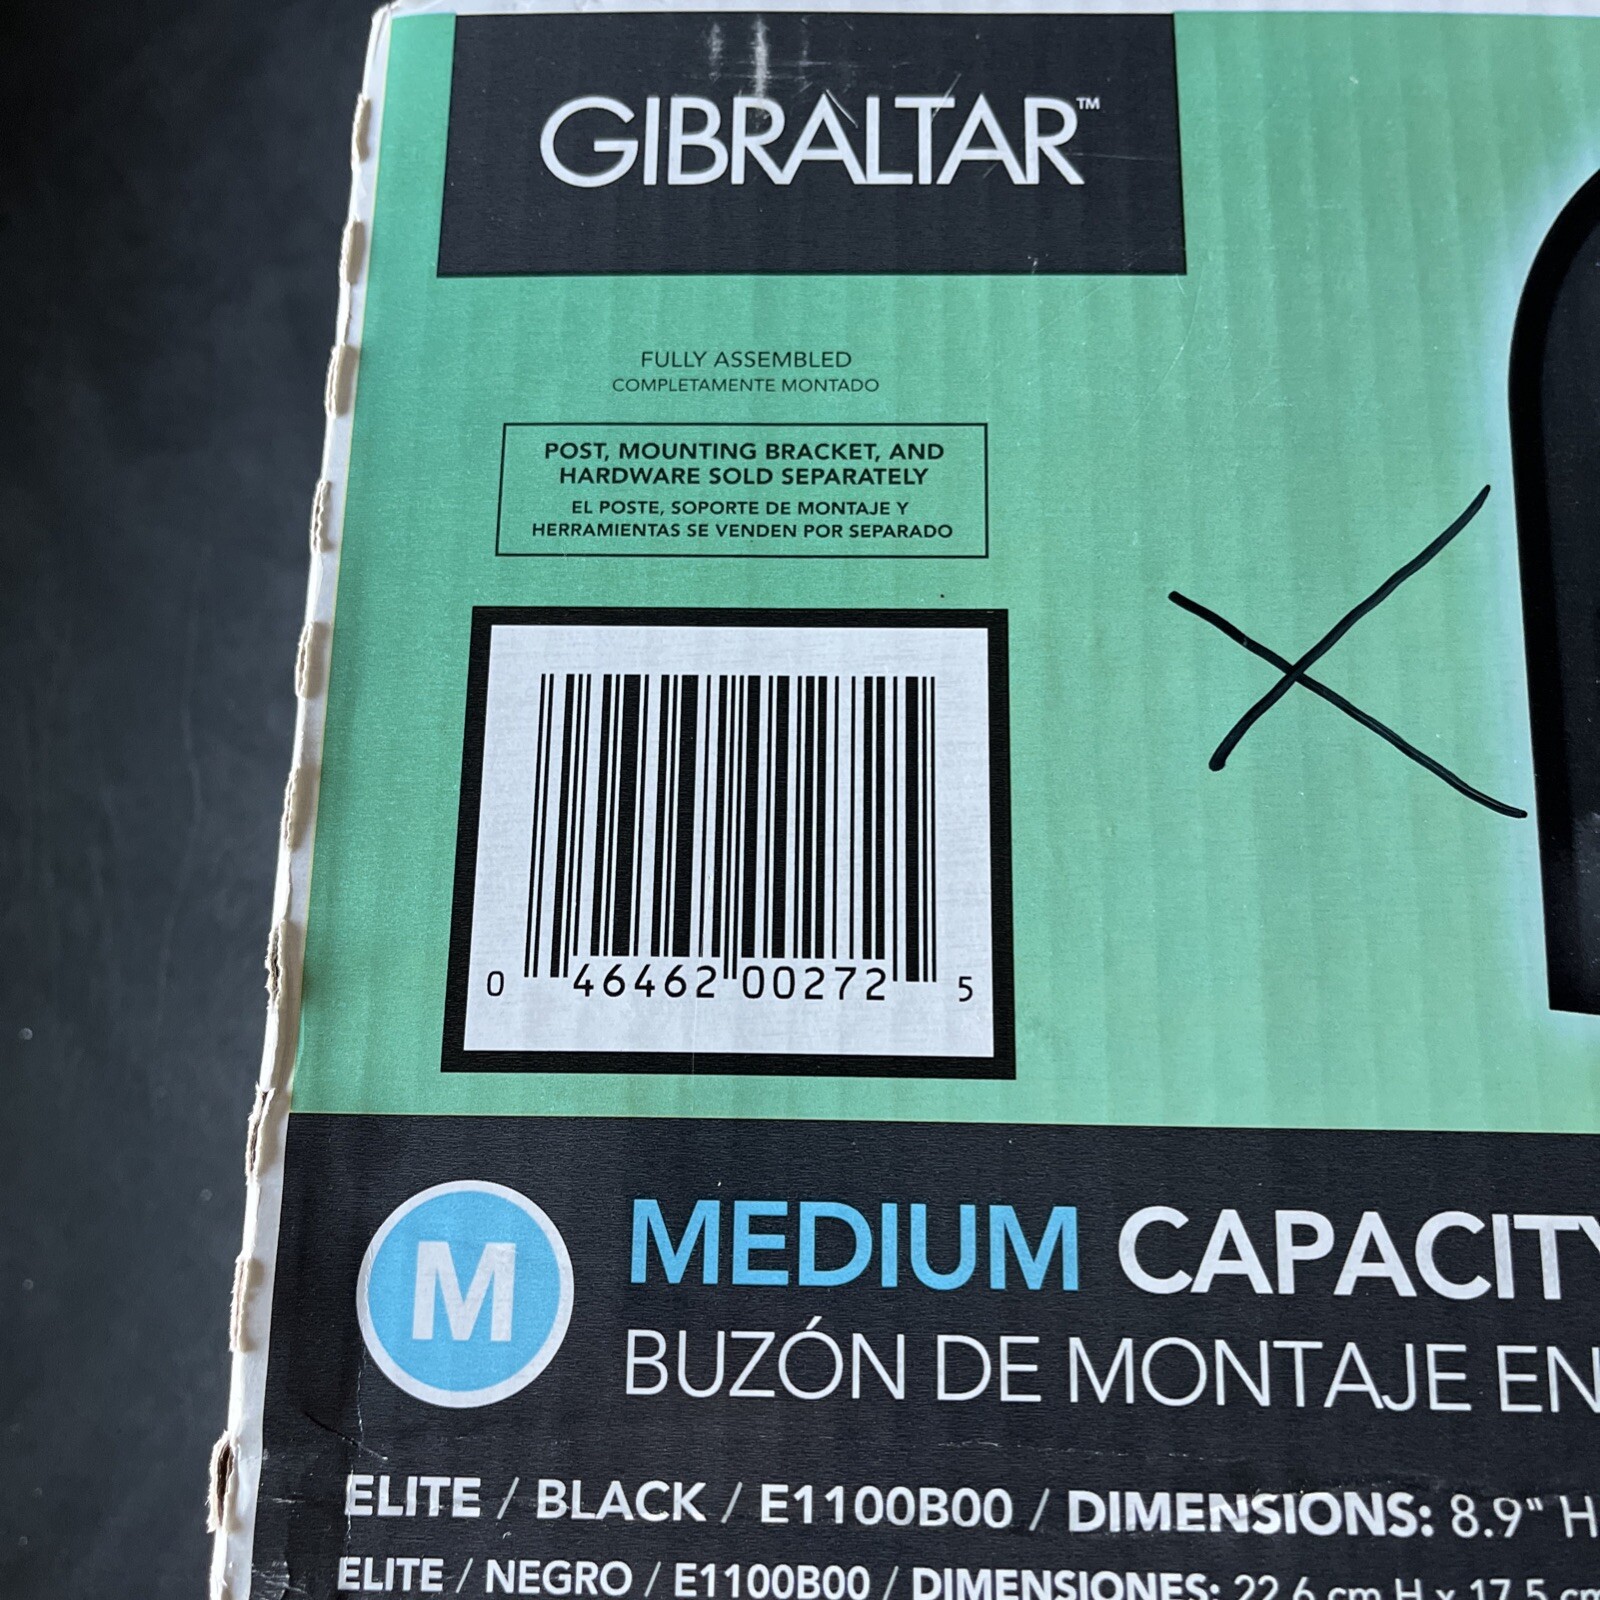 GIBRALTAR™
FULLY ASSEMBLED
COMPLETAMENTE MONTADO
POST, MOUNTING BRACKET, AND
HARDWARE SOLD SEPARATELY
EL POSTE, SOPORTE DE MONTAJE Y
HERRAMIENTAS SE VENDEN POR SEPARADO
0 46462 00272 5
M
MEDIUM CAPACITY
BUZÓN DE MONTAJE EN
ELITE / BLACK / E1100B00 / DIMENSIONS: 8.9" H
ELITE / NEGRO / E1100B00 / DIMENSIONES: 22.6 cm H x 17.5 cm